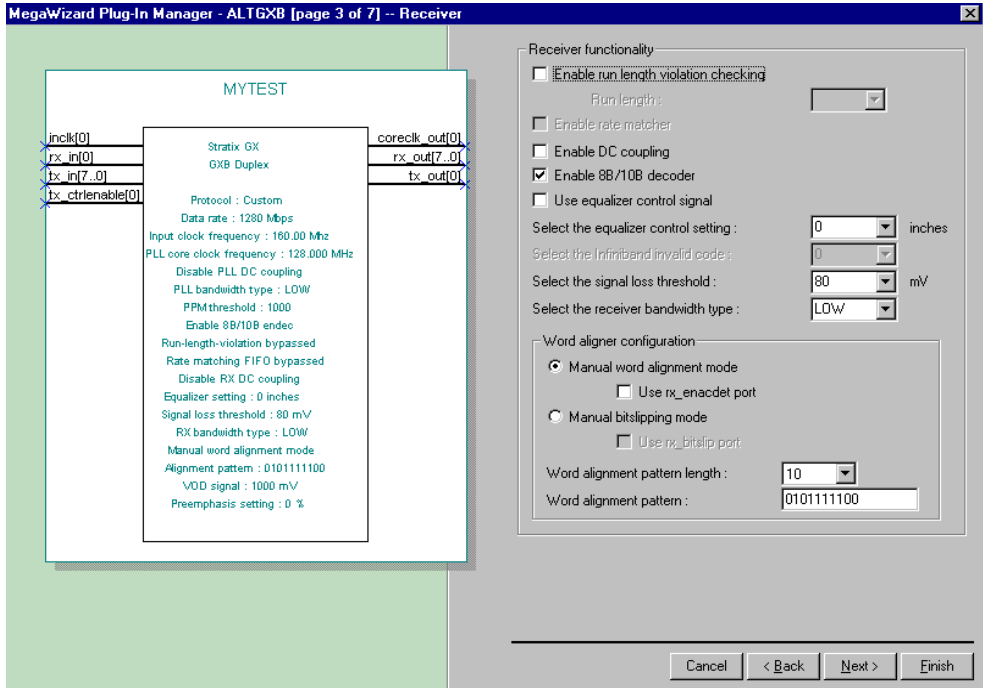 MegaWizard Plug-In Manager - ALTGXB [page 3 of 7] -- Receiver
MYTEST
inclk[0]
rx_in[0]
tx_in[7..0]
tx_ctrlenable[0]
coreclk_out[0]
rx_out[7..0]
tx_out[0]
Stratix GX
GXB Duplex
Protocol : Custom
Data rate : 1280 Mbps
Input clock frequency : 160.00 Mhz
PLL core clock frequency : 128.000 MHz
Disable PLL DC coupling
PLL bandwidth type : LOW
PPM threshold : 1000
Enable 8B/10B endec
Run-length-violation bypassed
Rate matching FIFO bypassed
Disable RX DC coupling
Equalizer setting : 0 inches
Signal loss threshold : 80 mV
RX bandwidth type : LOW
Manual word alignment mode
Alignment pattern : 0101111100
VOD signal : 1000 mV
Preemphasis setting : 0 %
Receiver functionality
Enable run length violation checking
Run length :
Enable rate matcher
Enable DC coupling
Enable 8B/10B decoder
Use equalizer control signal
Select the equalizer control setting : 0 inches
Select the Infiniband invalid code : 0
Select the signal loss threshold : 80 mV
Select the receiver bandwidth type : LOW
Word aligner configuration
Manual word alignment mode
Use rx_enacdet port
Manual bitslipping mode
Use rx_bitslip port
Word alignment pattern length : 10
Word alignment pattern : 0101111100
Cancel < Back Next > Finish